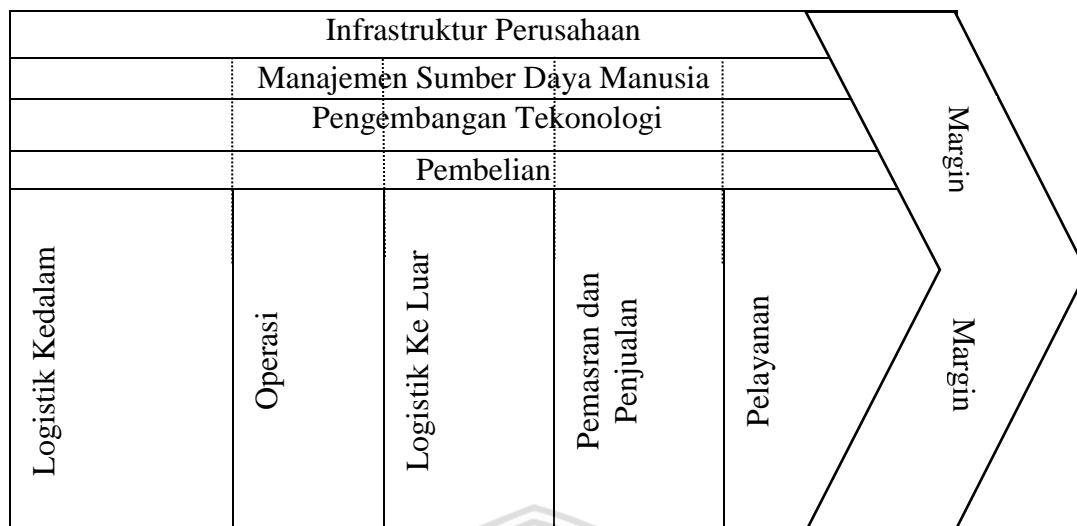 Infrastruktur Perusahaan
Manajemen Sumber Daya Manusia
Pengembangan Tekonologi
Pembelian
Logistik Kedalam
Operasi
Logistik Ke Luar
Pemasran dan
Penjualan
Pelayanan
Margin
Margin